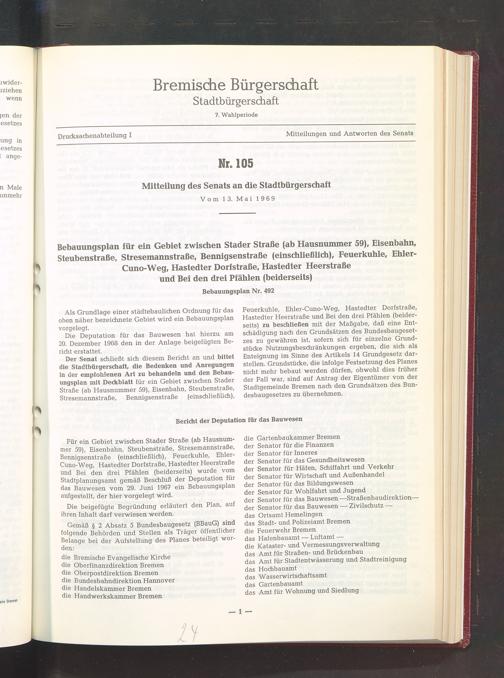 uwider-
wenn
gen der
esetzes
ung in
esetzes
t ange-
n Male
Bremische Bürgerschaft
Stadtbürgerschaft
7. Wahlperiode
Drucksachenabteilung I
Mitteilungen und Antworten des Senats
Nr. 105
Mitteilung des Senats an die Stadtbürgerschaft
Vom 13. Mai 1969
Bebauungsplan für ein Gebiet zwischen Stader Straße (ab Hausnummer 59), Eisenbahn,
Steubenstraße, Stresemannstraße, Bennigsenstraße (einschließlich), Feuerkuhle, Ehler-
Cuno-Weg, Hastedter Dorfstraße, Hastedter Heerstraße
und Bei den drei Pfählen (beiderseits)
Bebauungsplan Nr. 492
Als Grundlage einer städtebaulichen Ordnung für das
oben näher bezeichnete Gebiet wird ein Bebauungsplan
vorgelegt.
Die Deputation für das Bauwesen hat hierzu am
20. Dezember 1968 den in der Anlage beigefügten Be-
richt erstattet.
Der Senat schließt sich diesem Bericht an und bittet
die Stadtbürgerschaft, die Bedenken und Anregungen
in der empfohlenen Art zu behandeln und den Bebau-
ungsplan mit Deckblatt für ein Gebiet zwischen Stader
Straße (ab Hausnummer 59), Eisenbahn, Steubenstraße,
Stresemannstraße, Bennigsenstraße (einschließlich),
Feuerkuhle, Ehler-Cuno-Weg, Hastedter Dorfstraße,
Hastedter Heerstraße und Bei den drei Pfählen (beider-
seits) zu beschließen mit der Maßgabe, daß eine Ent-
schädigung nach den Grundsätzen des Bundesbaugeset-
zes zu gewähren ist, sofern sich für einzelne Grund-
stücke Nutzungsbeschränkungen ergeben, die sich als
Enteignung im Sinne des Artikels 14 Grundgesetz dar-
stellen. Grundstücke, die infolge Festsetzung des Planes
nicht mehr bebaut werden dürfen, obwohl dies früher
der Fall war, sind auf Antrag der Eigentümer von der
Stadtgemeinde Bremen nach den Grundsätzen des Bun-
desbaugesetzes zu übernehmen.
Bericht der Deputation für das Bauwesen
Für ein Gebiet zwischen Stader Straße (ab Hausnum-
mer 59), Eisenbahn, Steubenstraße, Stresemannstraße,
Bennigsenstraße (einschließlich), Feuerkuhle, Ehler-
Cuno-Weg, Hastedter Dorfstraße, Hastedter Heerstraße
und Bei den drei Pfählen (beiderseits) wurde vom
Stadtplanungsamt gemäß Beschluß der Deputation für
das Bauwesen vom 29. Juni 1967 ein Bebauungsplan
aufgestellt, der hier vorgelegt wird.
Die beigefügte Begründung erläutert den Plan, auf
ihren Inhalt darf verwiesen werden.
Gemäß § 2 Absatz 5 Bundesbaugesetz (BBauG) sind
folgende Behörden und Stellen als Träger öffentlicher
Belange bei der Aufstellung des Planes beteiligt wor-
den:
die Bremische Evangelische Kirche
die Oberfinanzdirektion Bremen
die Oberpostdirektion Bremen
die Bundesbahndirektion Hannover
die Handelskammer Bremen
die Handwerkskammer Bremen
die Gartenbaukammer Bremen
der Senator für die Finanzen
der Senator für Inneres
der Senator für das Gesundheitswesen
der Senator für Häfen, Schiffahrt und Verkehr
der Senator für Wirtschaft und Außenhandel
der Senator für das Bildungswesen
der Senator für Wohlfahrt und Jugend
der Senator für das Bauwesen —Straßenbaudirektion—
der Senator für das Bauwesen — Zivilschutz —
das Ortsamt Hemelingen
das Stadt- und Polizeiamt Bremen
die Feuerwehr Bremen
das Hafenbauamt — Luftamt —
die Kataster- und Vermessungsverwaltung
das Amt für Straßen- und Brückenbau
das Amt für Stadtentwässerung und Stadtreinigung
das Hochbauamt
das Wasserwirtschaftsamt
das Gartenbauamt
das Amt für Wohnung und Siedlung
— 1 —
24